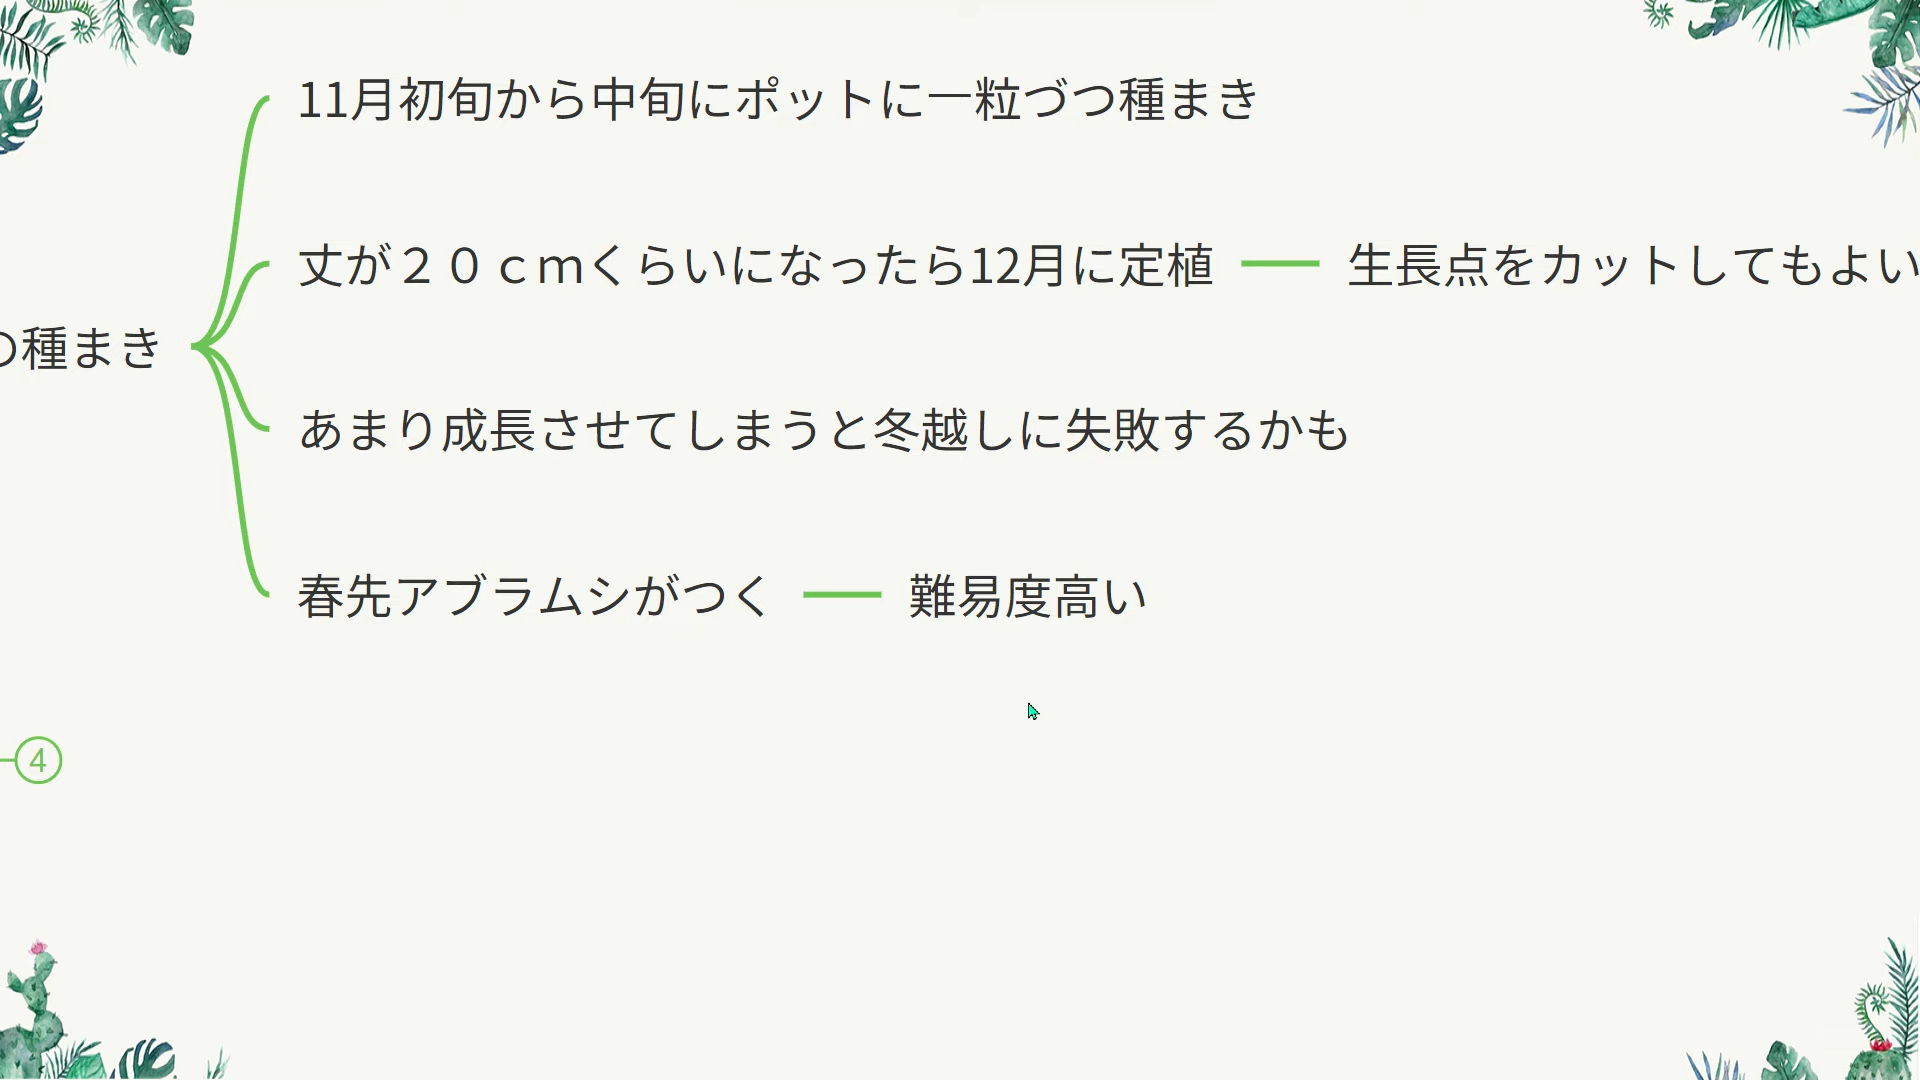 11月初旬から中旬にポットに一粒づつ種まき
丈が２０ｃｍくらいになったら12月に定植
生長点をカットしてもよい
つ種まき
あまり成長させてしまうと冬越しに失敗するかも
春先アブラムシがつく
難易度高い
4